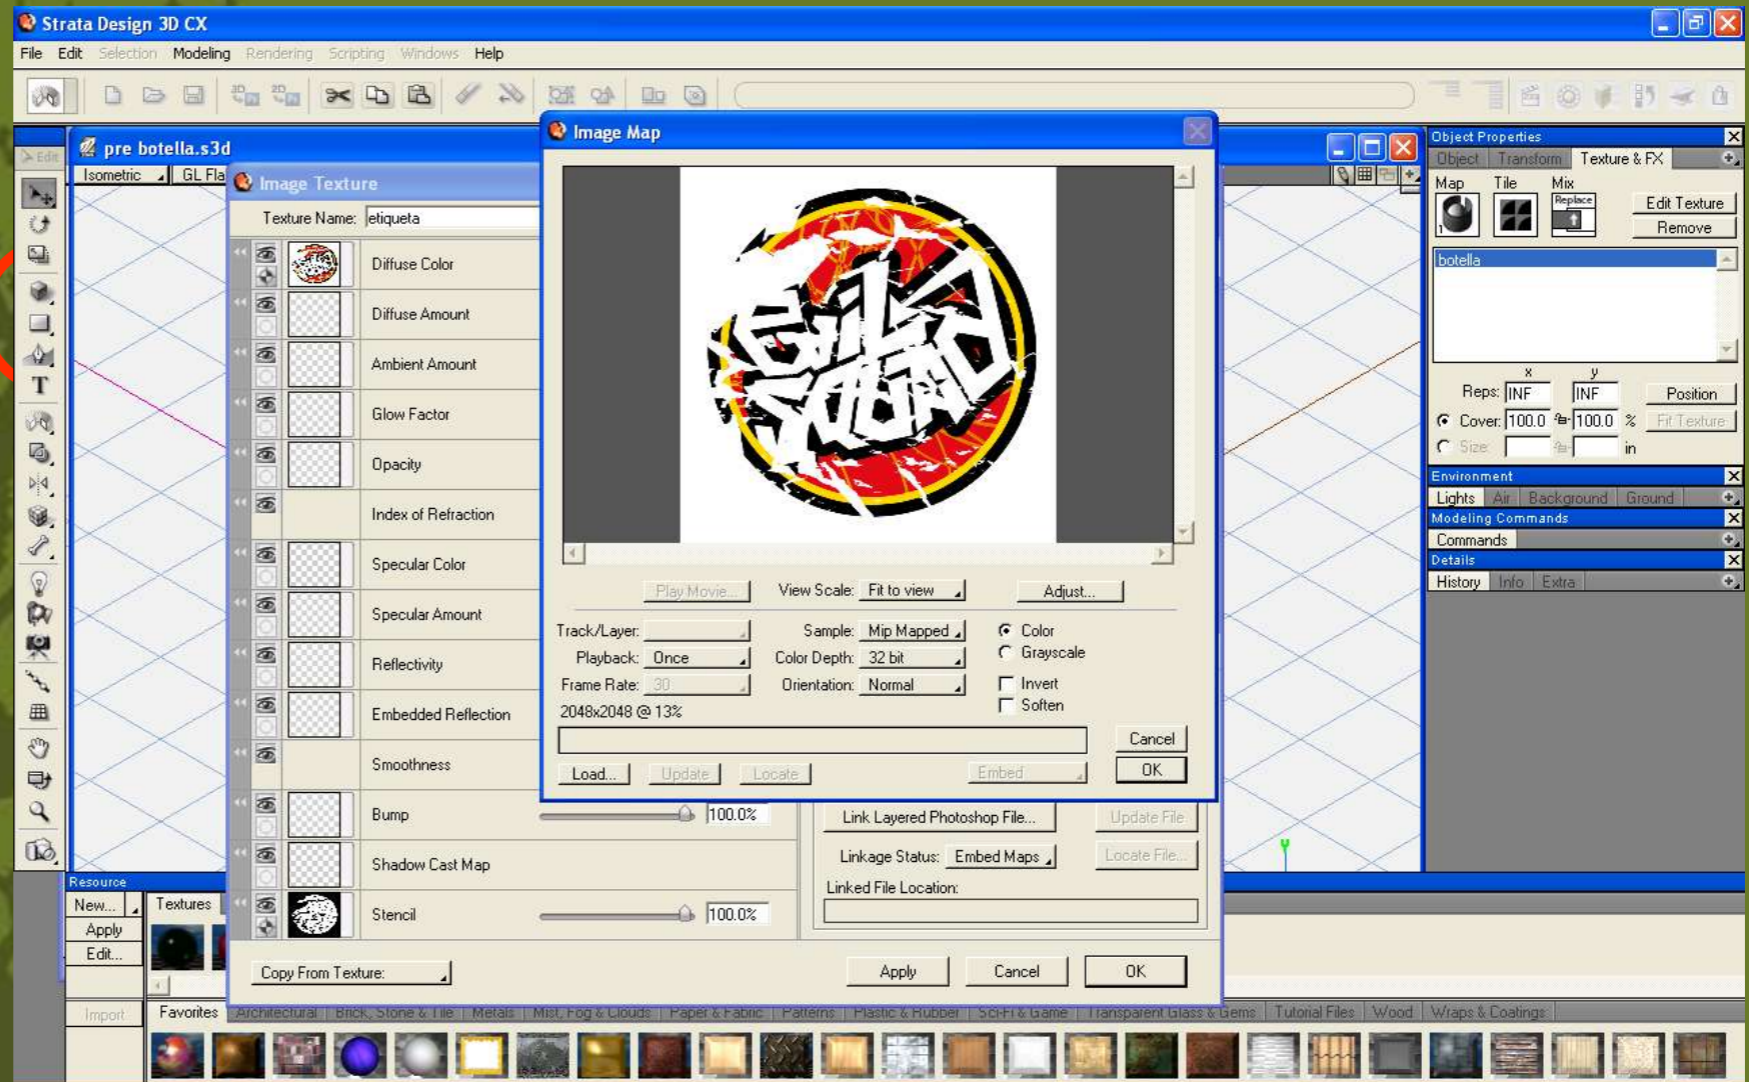 Strata Design 3D CX
File Edit Selection Modeling Rendering Scripting Windows Help
Edit
pre botella.s3d
Isometric GL Fla
Image Texture
Texture Name: etiqueta
Diffuse Color
Diffuse Amount
Ambient Amount
Glow Factor
Opacity
Index of Refraction
Specular Color
Specular Amount
Reflectivity
Embedded Reflection
Smoothness
Bump 100.0%
Shadow Cast Map
Stencil 100.0%
Copy From Texture:
Link Layered Photoshop File... Update File
Linkage Status: Embed Maps Locate File...
Linked File Location:
Apply Cancel OK
Image Map
Play Movie... View Scale: Fit to view Adjust...
Track/Layer: Sample: Mip Mapped Color
Playback: Once Color Depth: 32 bit Grayscale
Frame Rate: 30 Orientation: Normal Invert
2048x2048 @ 13% Soften
Cancel
Load... Update Locate Embed OK
Object Properties
Object Transform Texture & FX
Map Tile Mix
Replace
1
Edit Texture
Remove
botella
x y
Reps: INF INF Position
Cover: 100.0 100.0 % Fit Texture
Size: in
Environment
Lights Air Background Ground
Modeling Commands
Commands
Details
History Info Extra
Y
Resource
New... Textures
Apply
Edit...
Import Favorites Architectural Brick, Stone & Tile Metals Mist, Fog & Clouds Paper & Fabric Patterns Plastic & Rubber Sci-Fi & Game Transparent Glass & Gems Tutorial Files Wood Wraps & Coatings